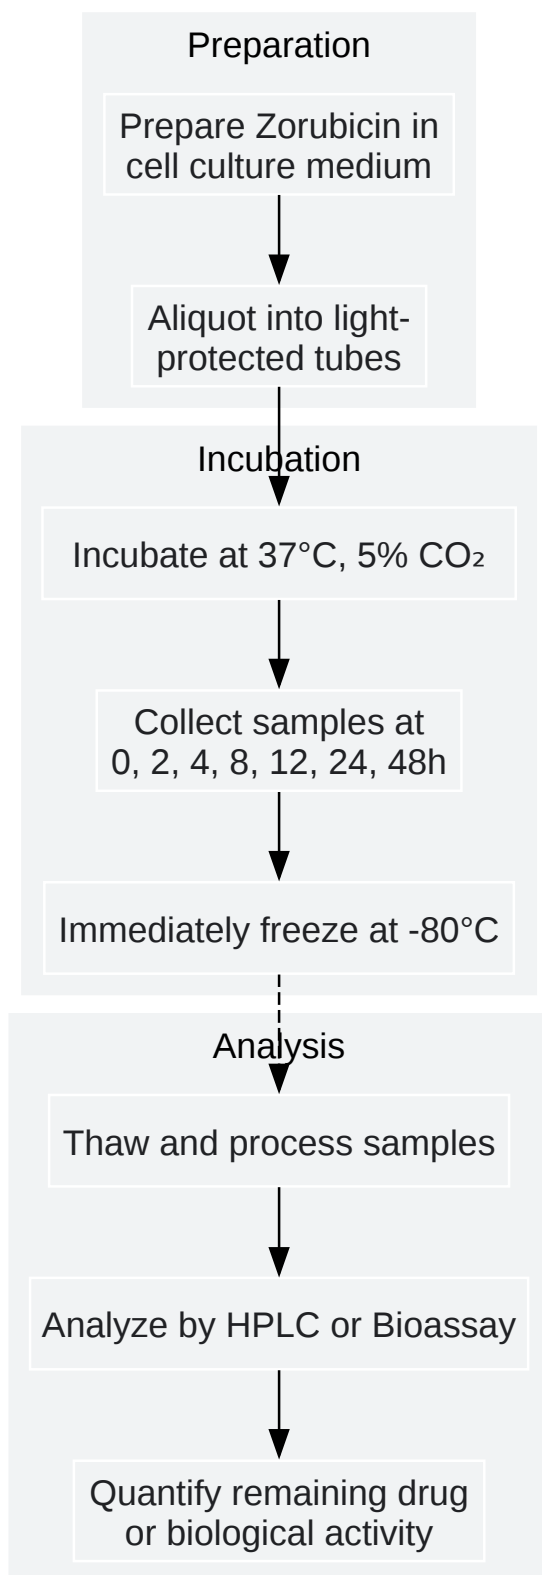 Preparation
Prepare Zorubicin in
cell culture medium
Aliquot into light-
protected tubes
Incubation
Incubate at 37°C, 5% CO₂
Collect samples at
0, 2, 4, 8, 12, 24, 48h
Immediately freeze at -80°C
Analysis
Thaw and process samples
Analyze by HPLC or Bioassay
Quantify remaining drug
or biological activity